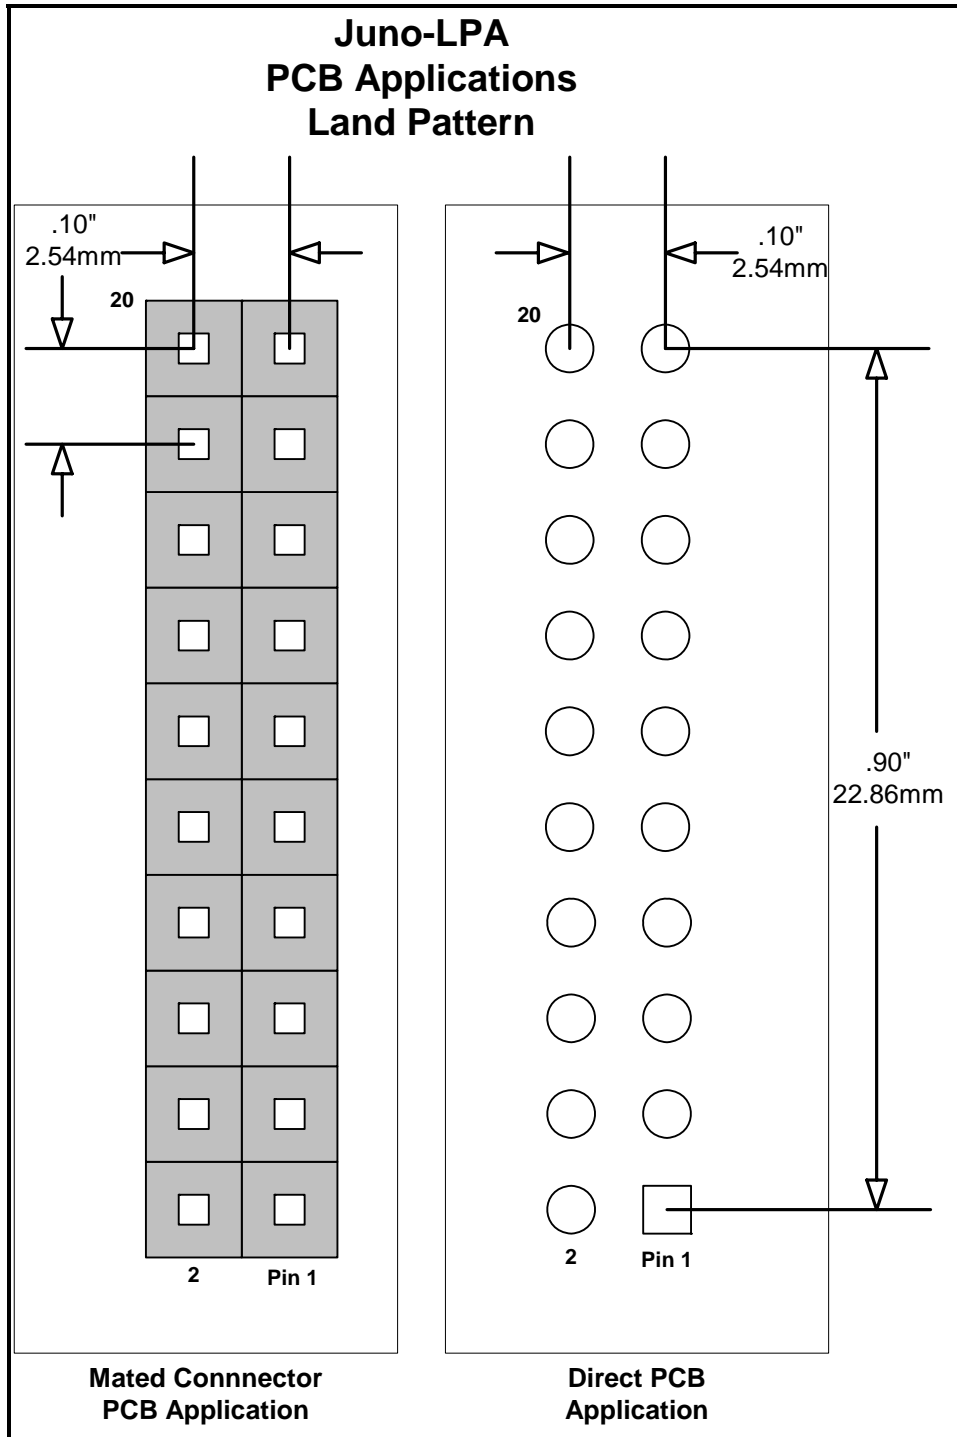 Juno-LPA
PCB Applications
Land Pattern
.10"
2.54mm
20
2
Pin 1
Mated Connnector
PCB Application
.10"
2.54mm
20
.90"
22.86mm
2
Pin 1
Direct PCB
Application